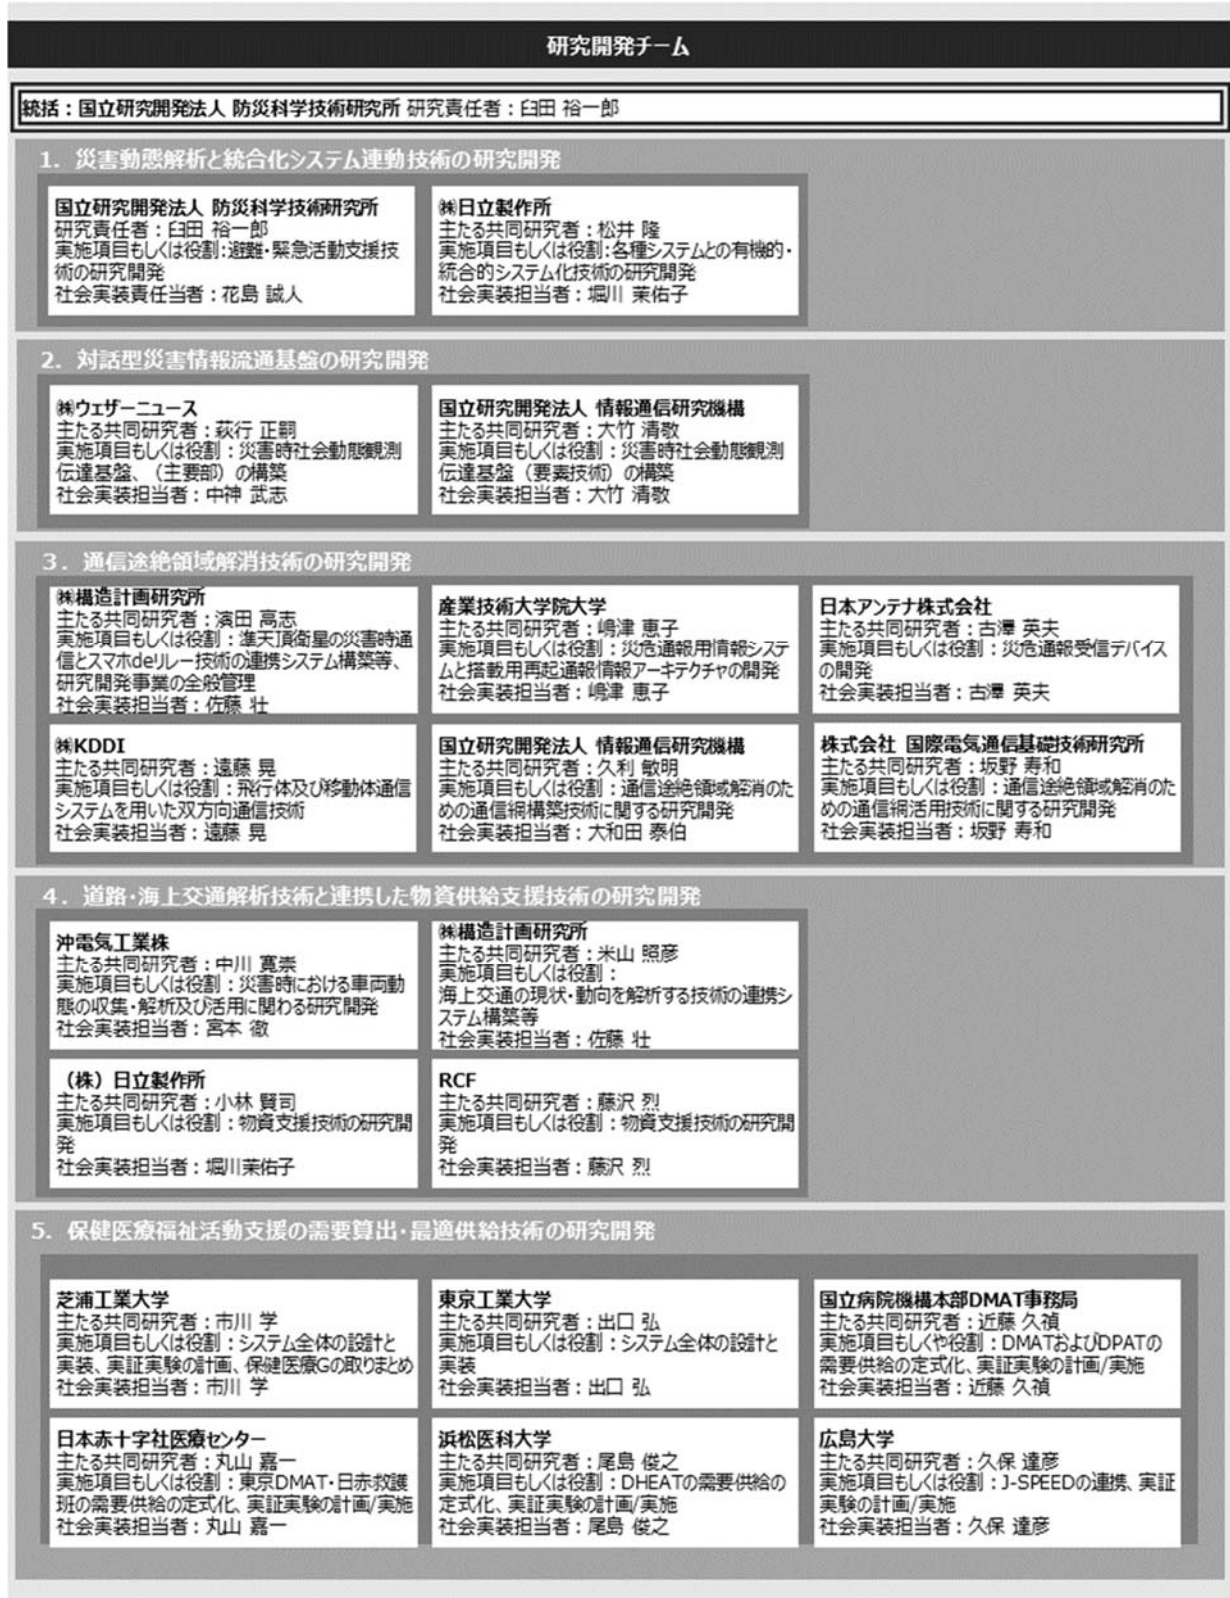 研究開発チーム
統括：国立研究開発法人 防災科学技術研究所 研究責任者：臼田 裕一郎
1．災害動態解析と統合化システム連動技術の研究開発
国立研究開発法人 防災科学技術研究所
研究責任者：臼田 裕一郎
実施項目もしくは役割：避難・緊急活動支援技
術の研究開発
社会実装責任当者：花島 誠人
㈱日立製作所
主たる共同研究者：松井 隆
実施項目もしくは役割：各種システムとの有機的・
統合的システム化技術の研究開発
社会実装担当者：堀川 茉佑子
2．対話型災害情報流通基盤の研究開発
㈱ウェザーニュース
主たる共同研究者：萩行 正嗣
実施項目もしくは役割：災害時社会動態観測
伝達基盤、（主要部）の構築
社会実装担当者：中神 武志
国立研究開発法人 情報通信研究機構
主たる共同研究者：大竹 清敬
実施項目もしくは役割：災害時社会動態観測
伝達基盤（要素技術）の構築
社会実装担当者：大竹 清敬
3．通信途絶領域解消技術の研究開発
㈱構造計画研究所
主たる共同研究者：濱田 高志
実施項目もしくは役割：準天頂衛星の災害時通
信とスマホdeリレー技術の連携システム構築等、
研究開発事業の全般管理
社会実装担当者：佐藤 壮
産業技術大学院大学
主たる共同研究者：嶋津 恵子
実施項目もしくは役割：災危通報用情報システ
ムと搭載用再起通報情報アーキテクチャの開発
社会実装担当者：嶋津 恵子
日本アンテナ株式会社
主たる共同研究者：古澤 英夫
実施項目もしくは役割：災危通報受信デバイス
の開発
社会実装担当者：古澤 英夫
㈱KDDI
主たる共同研究者：遠藤 晃
実施項目もしくは役割：飛行体及び移動体通信
システムを用いた双方向通信技術
社会実装担当者：遠藤 晃
国立研究開発法人 情報通信研究機構
主たる共同研究者：久利 敏明
実施項目もしくは役割：通信途絶領域解消のた
めの通信網構築技術に関する研究開発
社会実装担当者：大和田 泰伯
株式会社 国際電気通信基礎技術研究所
主たる共同研究者：坂野 寿和
実施項目もしくは役割：通信途絶領域解消のた
めの通信網活用技術に関する研究開発
社会実装担当者：坂野 寿和
4．道路・海上交通解析技術と連携した物資供給支援技術の研究開発
沖電気工業株
主たる共同研究者：中川 寛崇
実施項目もしくは役割：災害時における車両動
態の収集・解析及び活用に関わる研究開発
社会実装担当者：宮本 徹
㈱構造計画研究所
主たる共同研究者：米山 照彦
実施項目もしくは役割：
海上交通の現状・動向を解析する技術の連携シ
ステム構築等
社会実装担当者：佐藤 壮
（株）日立製作所
主たる共同研究者：小林 賢司
実施項目もしくは役割：物資支援技術の研究開
発
社会実装担当者：堀川茉佑子
RCF
主たる共同研究者：藤沢 烈
実施項目もしくは役割：物資支援技術の研究開
発
社会実装担当者：藤沢 烈
5．保健医療福祉活動支援の需要算出・最適供給技術の研究開発
芝浦工業大学
主たる共同研究者：市川 学
実施項目もしくは役割：システム全体の設計と
実装、実証実験の計画、保健医療Gの取りまとめ
社会実装担当者：市川 学
東京工業大学
主たる共同研究者：出口 弘
実施項目もしくは役割：システム全体の設計と
実装
社会実装担当者：出口 弘
国立病院機構本部DMAT事務局
主たる共同研究者：近藤 久禎
実施項目もしくや役割：DMATおよびDPATの
需要供給の定式化、実証実験の計画/実施
社会実装担当者：近藤 久禎
日本赤十字社医療センター
主たる共同研究者：丸山 嘉一
実施項目もしくは役割：東京DMAT・日赤救護
班の需要供給の定式化、実証実験の計画/実施
社会実装担当者：丸山 嘉一
浜松医科大学
主たる共同研究者：尾島 俊之
実施項目もしくは役割：DHEATの需要供給の
定式化、実証実験の計画/実施
社会実装担当者：尾島 俊之
広島大学
主たる共同研究者：久保 達彦
実施項目もしくは役割：J-SPEEDの連携、実証
実験の計画/実施
社会実装担当者：久保 達彦